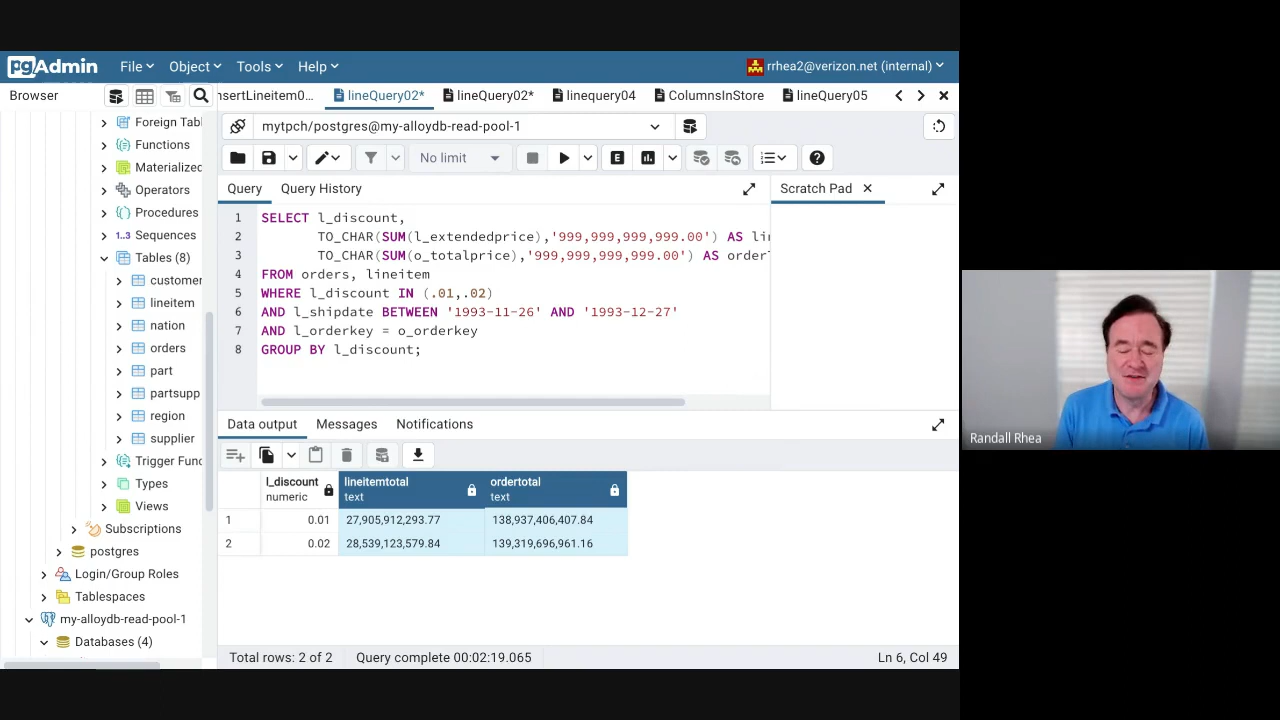 pgAdmin File Object Tools Help rrhea2@verizon.net (internal)
Browser
nsertLineitem0... lineQuery02* lineQuery02* linequery04 ColumnsInStore lineQuery05
mytpch/postgres@my-alloydb-read-pool-1
No limit
E
Query Query History Scratch Pad
1 SELECT l_discount,
2 TO_CHAR(SUM(l_extendedprice),'999,999,999,999.00') AS lin
3 TO_CHAR(SUM(o_totalprice),'999,999,999,999.00') AS order
4 FROM orders, lineitem
5 WHERE l_discount IN (.01,.02)
6 AND l_shipdate BETWEEN '1993-11-26' AND '1993-12-27'
7 AND l_orderkey = o_orderkey
8 GROUP BY l_discount;
Foreign Tabl
Functions
Materialized
Operators
Procedures
1..3 Sequences
Tables (8)
customer
lineitem
nation
orders
part
partsupp
region
supplier
Trigger Func
Types
Views
Subscriptions
postgres
Login/Group Roles
Tablespaces
my-alloydb-read-pool-1
Databases (4)
Data output Messages Notifications
l_discount lineitemtotal ordertotal
numeric text text
1 0.01 27,905,912,293.77 138,937,406,407.84
2 0.02 28,539,123,579.84 139,319,696,961.16
Total rows: 2 of 2 Query complete 00:02:19.065 Ln 6, Col 49
Randall Rhea